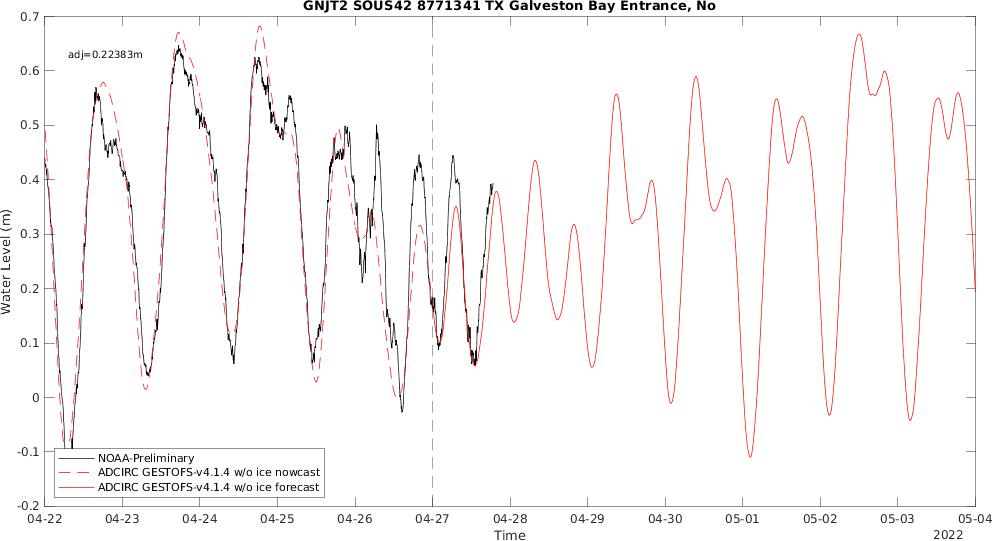 GNJT2 SOUS42 8771341 TX Galveston Bay Entrance, No
0.7
adj=0.22383m
0.6
0.5
0.4
0.3
0.2
0.1
0
-0.1
-0.2
Water Level (m)
NOAA-Preliminary
ADCIRC GESTOFS-v4.1.4 w/o ice nowcast
ADCIRC GESTOFS-v4.1.4 w/o ice forecast
04-22 04-23 04-24 04-25 04-26 04-27 04-28 04-29 04-30 05-01 05-02 05-03 05-04
Time
2022